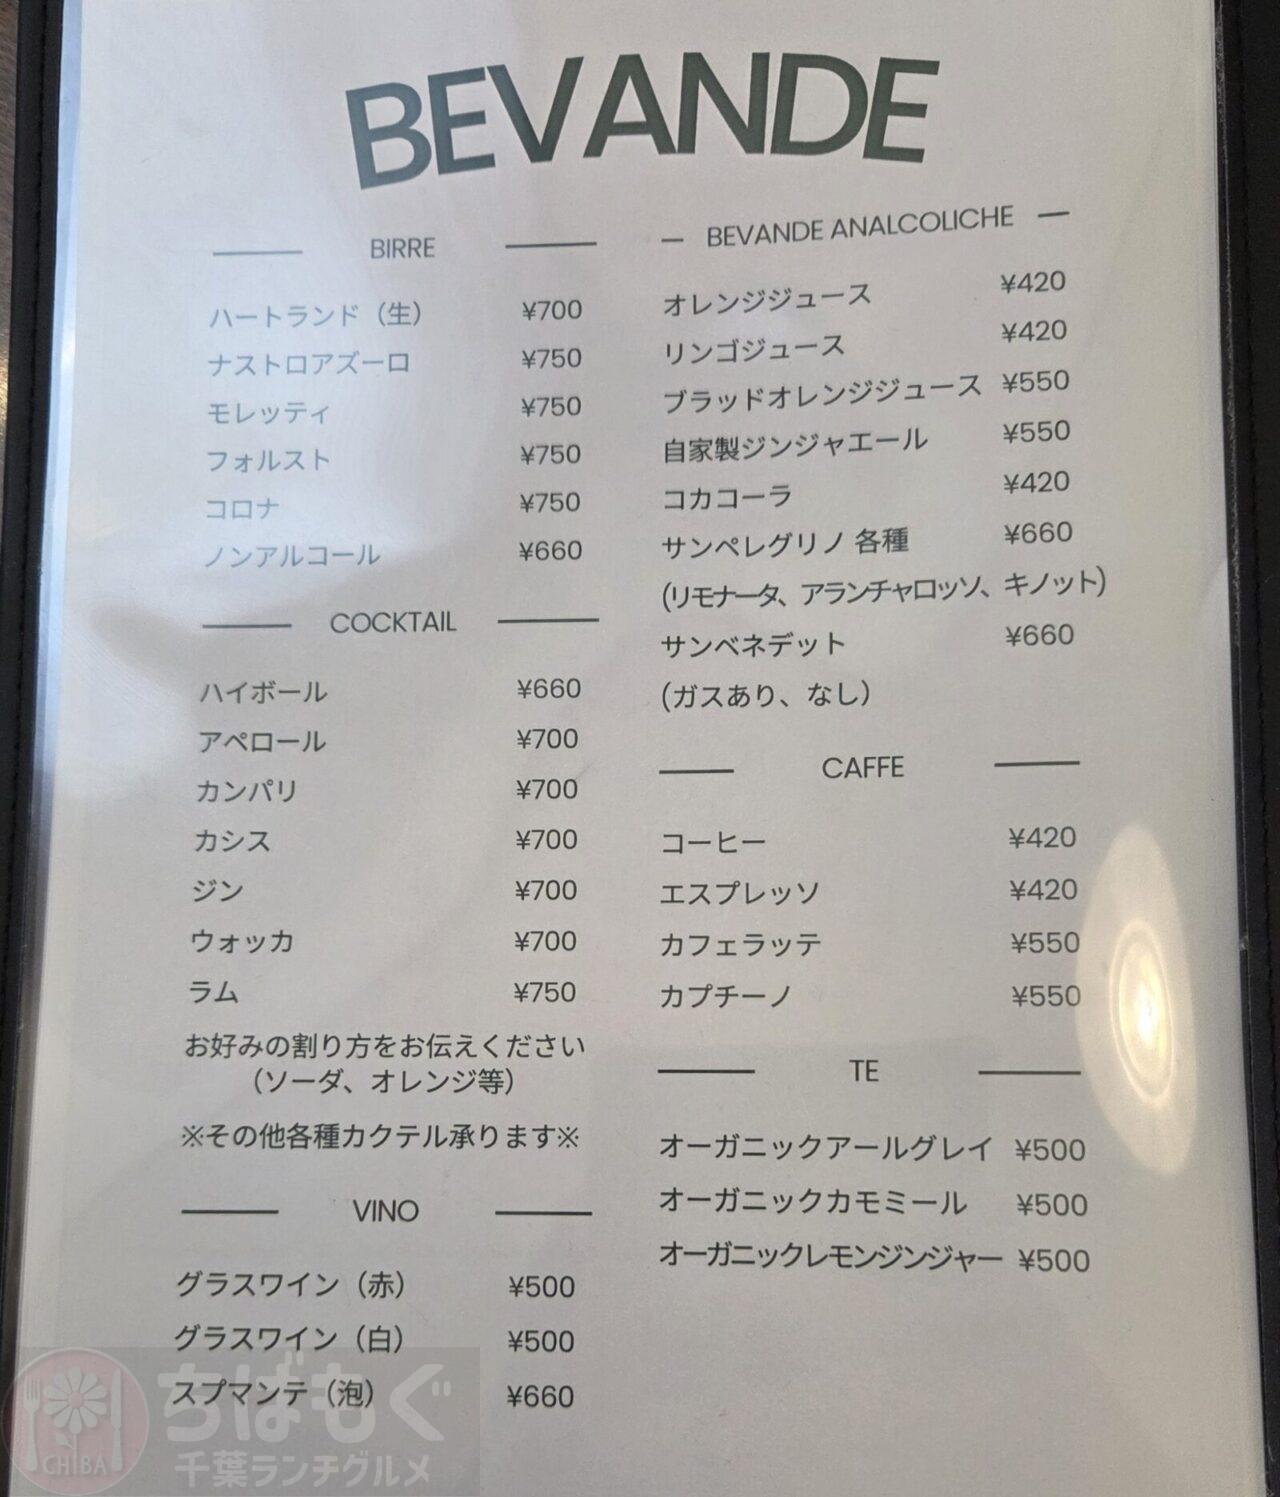 BEVANDE
BIRRE
ハートランド（生） ¥700
ナストロアズーロ ¥750
モレッティ ¥750
フォルスト ¥750
コロナ ¥750
ノンアルコール ¥660
COCKTAIL
ハイボール ¥660
アペロール ¥700
カンパリ ¥700
カシス ¥700
ジン ¥700
ウォッカ ¥700
ラム ¥750
お好みの割り方をお伝えください
（ソーダ、オレンジ等）
※その他各種カクテル承ります※
VINO
グラスワイン（赤） ¥500
グラスワイン（白） ¥500
スプマンテ（泡） ¥660
BEVANDE ANALCOLICHE
オレンジジュース ¥420
リンゴジュース ¥420
ブラッドオレンジジュース ¥550
自家製ジンジャエール ¥550
コカコーラ ¥420
サンペレグリノ 各種 ¥660
(リモナータ、アランチャロッソ、キノット)
サンベネデット ¥660
(ガスあり、なし）
CAFFE
コーヒー ¥420
エスプレッソ ¥420
カフェラッテ ¥550
カプチーノ ¥550
TE
オーガニックアールグレイ ¥500
オーガニックカモミール ¥500
オーガニックレモンジンジャー ¥500
CHIBA
ちばもぐ
千葉ランチグルメ